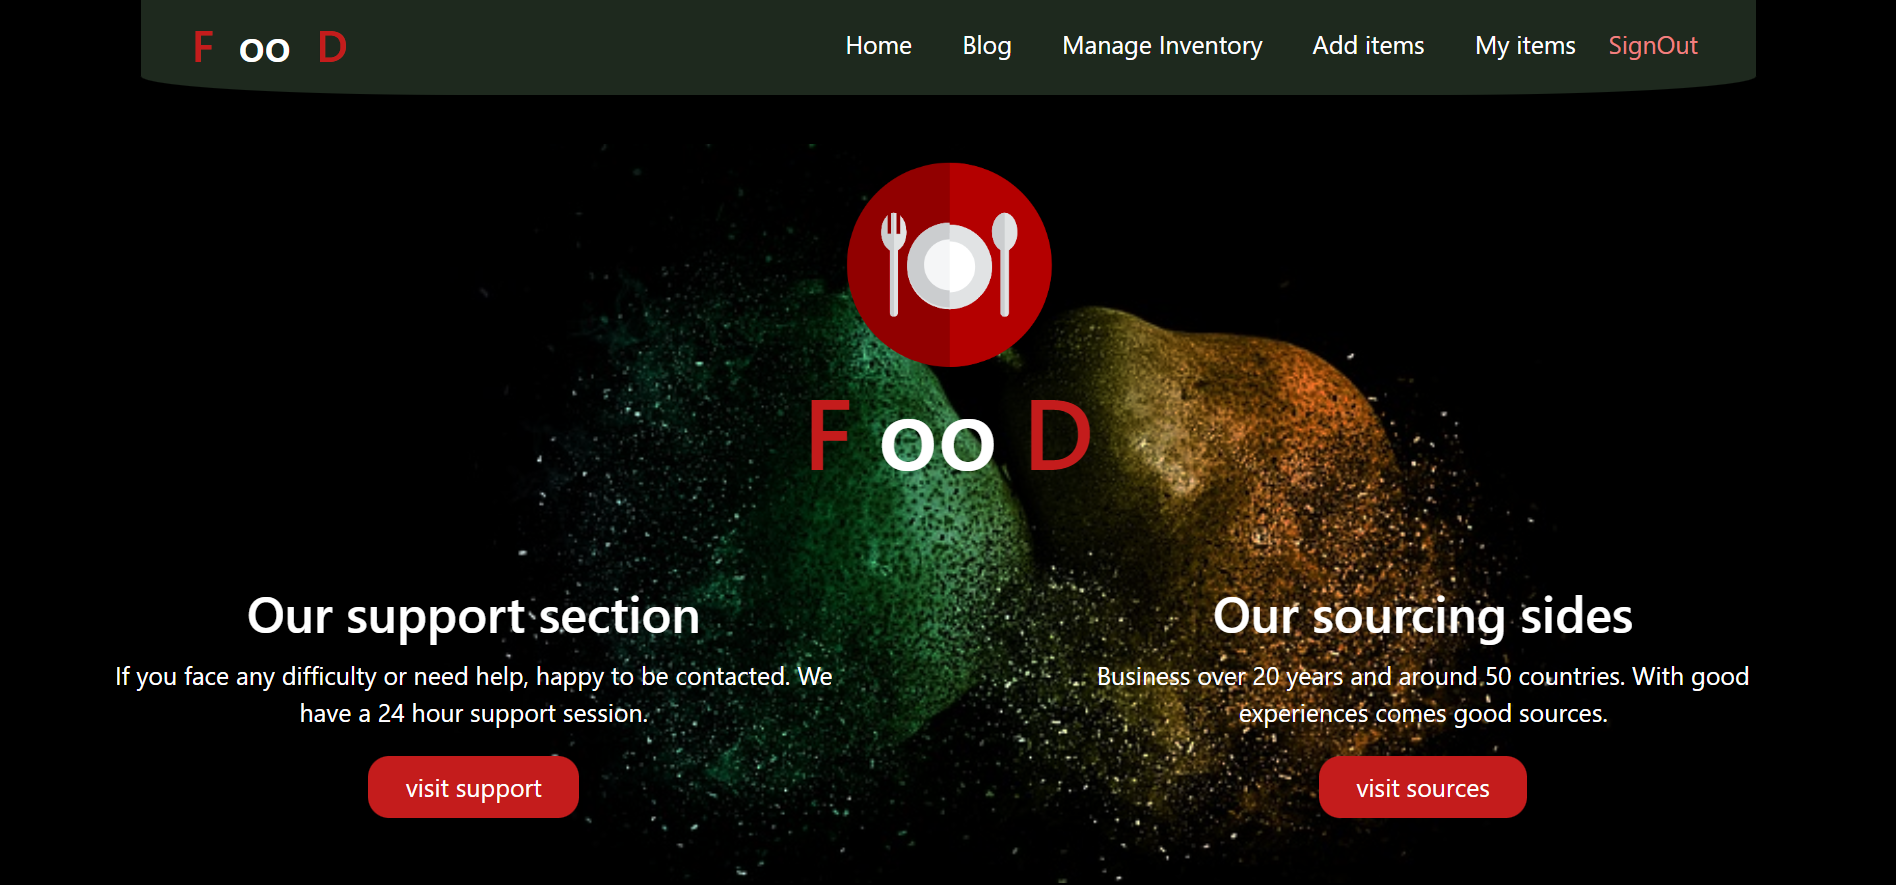 F oo D
Home Blog Manage Inventory Add items My items SignOut
F oo D
Our support section
If you face any difficulty or need help, happy to be contacted. We
have a 24 hour support session.
visit support
Our sourcing sides
Business over 20 years and around 50 countries. With good
experiences comes good sources.
visit sources